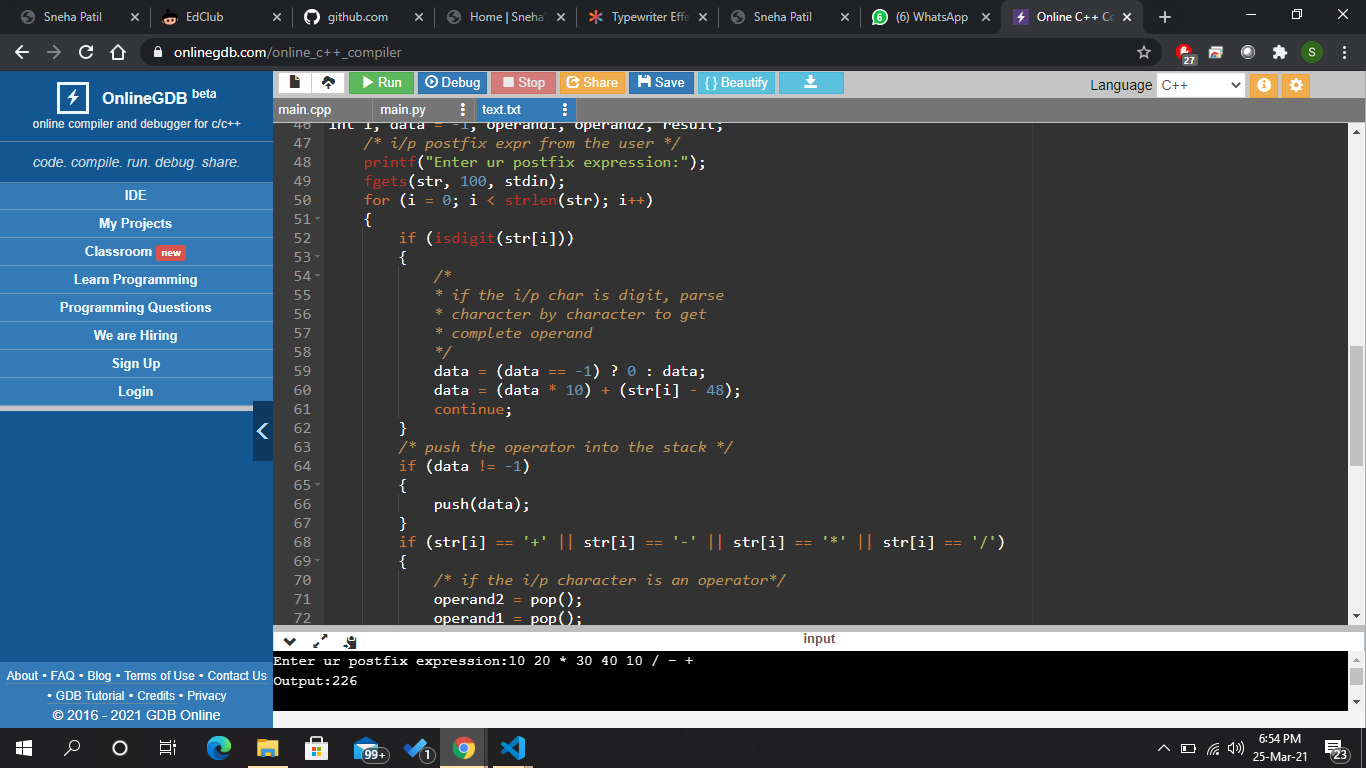 Sneha Patil
EdClub
github.com
Home | Sneha
Typewriter Effe
Sneha Patil
(6) WhatsApp
Online C++ Co
onlinegdb.com/online_c++_compiler
27
S
OnlineGDB beta
online compiler and debugger for c/c++
code. compile. run. debug. share.
IDE
My Projects
Classroom new
Learn Programming
Programming Questions
We are Hiring
Sign Up
Login
About • FAQ • Blog • Terms of Use • Contact Us
• GDB Tutorial • Credits • Privacy
© 2016 - 2021 GDB Online
Run Debug Stop Share Save { } Beautify
Language C++
main.cpp main.py text.txt
46 int i, data = -1, operand1, operand2, result;
47 /* i/p postfix expr from the user */
48 printf("Enter ur postfix expression:");
49 fgets(str, 100, stdin);
50 for (i = 0; i < strlen(str); i++)
51 {
52 if (isdigit(str[i]))
53 {
54 /*
55 * if the i/p char is digit, parse
56 * character by character to get
57 * complete operand
58 */
59 data = (data == -1) ? 0 : data;
60 data = (data * 10) + (str[i] - 48);
61 continue;
62 }
63 /* push the operator into the stack */
64 if (data != -1)
65 {
66 push(data);
67 }
68 if (str[i] == '+' || str[i] == '-' || str[i] == '*' || str[i] == '/')
69 {
70 /* if the i/p character is an operator*/
71 operand2 = pop();
72 operand1 = pop();
input
Enter ur postfix expression:10 20 * 30 40 10 / - +
Output:226
99+
1
6:54 PM
25-Mar-21
23